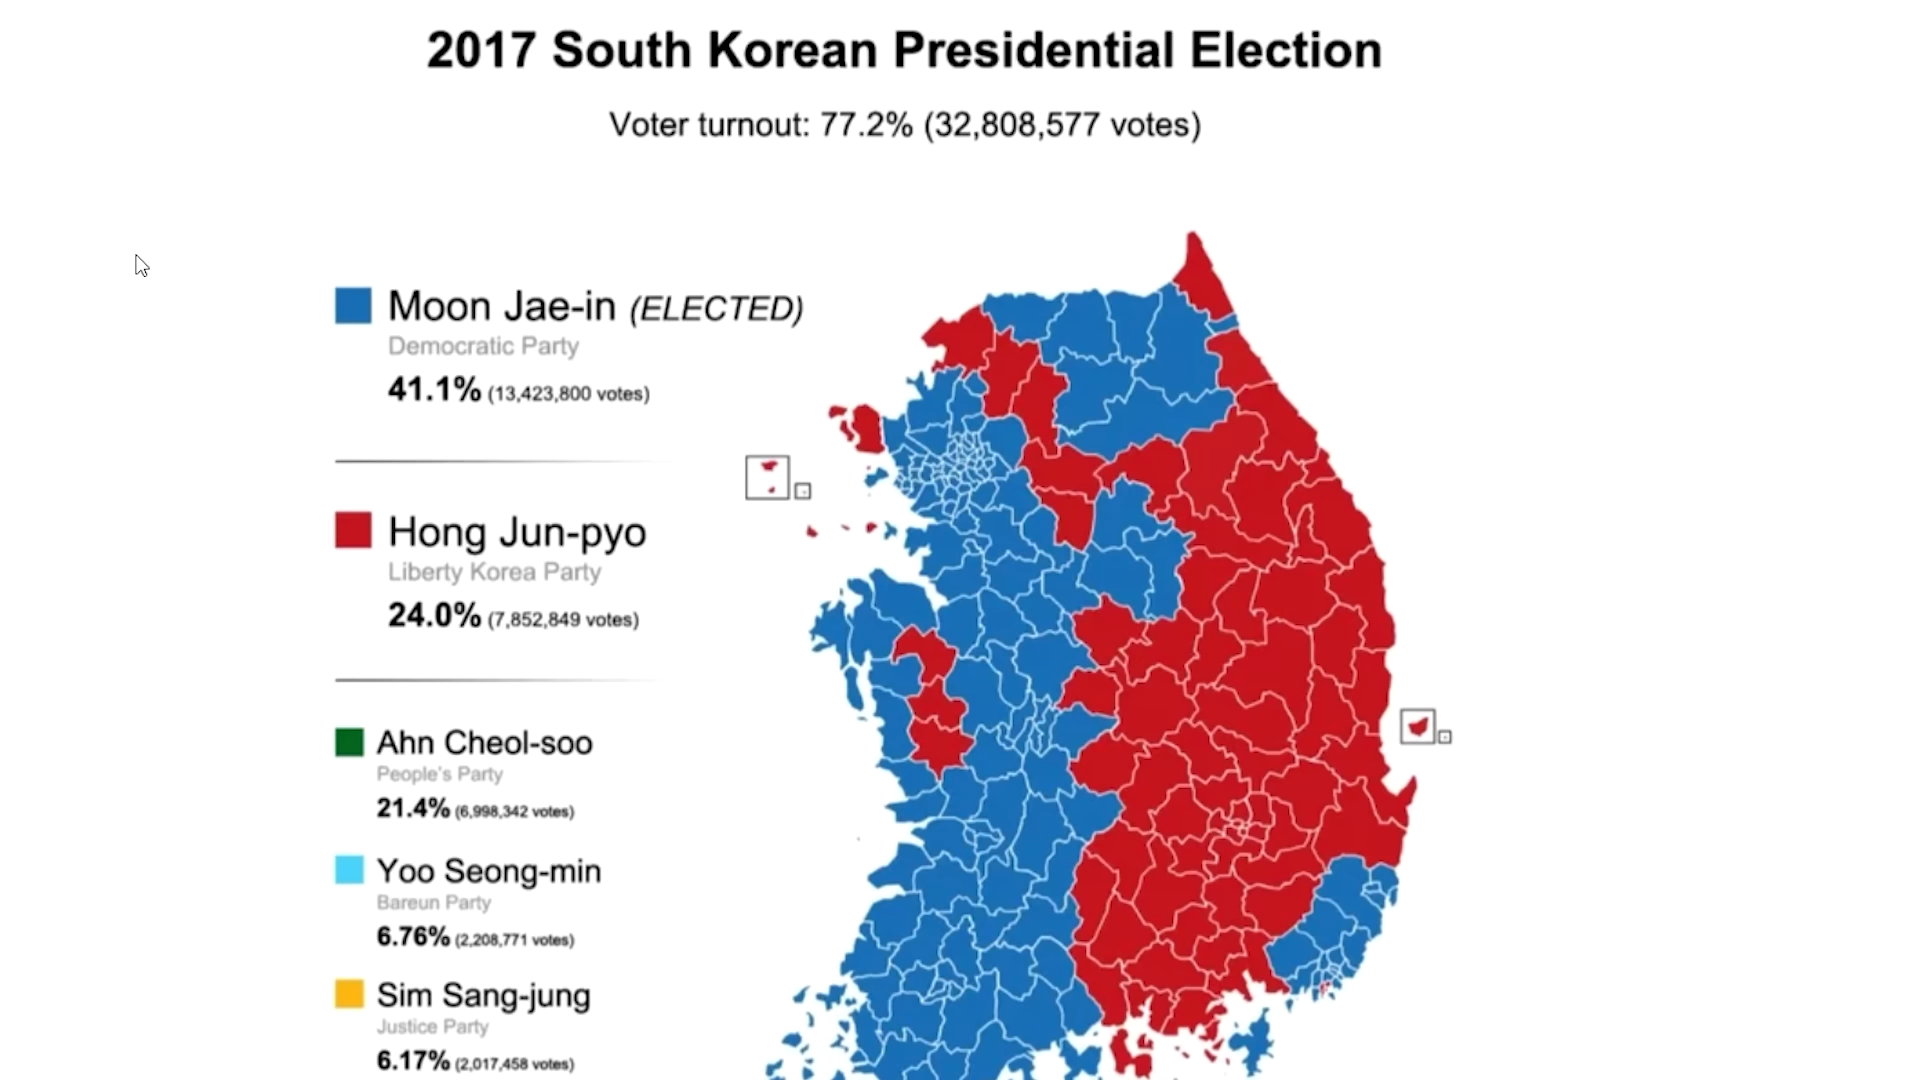 2017 South Korean Presidential Election
Voter turnout: 77.2% (32,808,577 votes)
Moon Jae-in (ELECTED)
Democratic Party
41.1% (13,423,800 votes)
Hong Jun-pyo
Liberty Korea Party
24.0% (7,852,849 votes)
Ahn Cheol-soo
People's Party
21.4% (6,998,342 votes)
Yoo Seong-min
Bareun Party
6.76% (2,208,771 votes)
Sim Sang-jung
Justice Party
6.17% (2,017,458 votes)